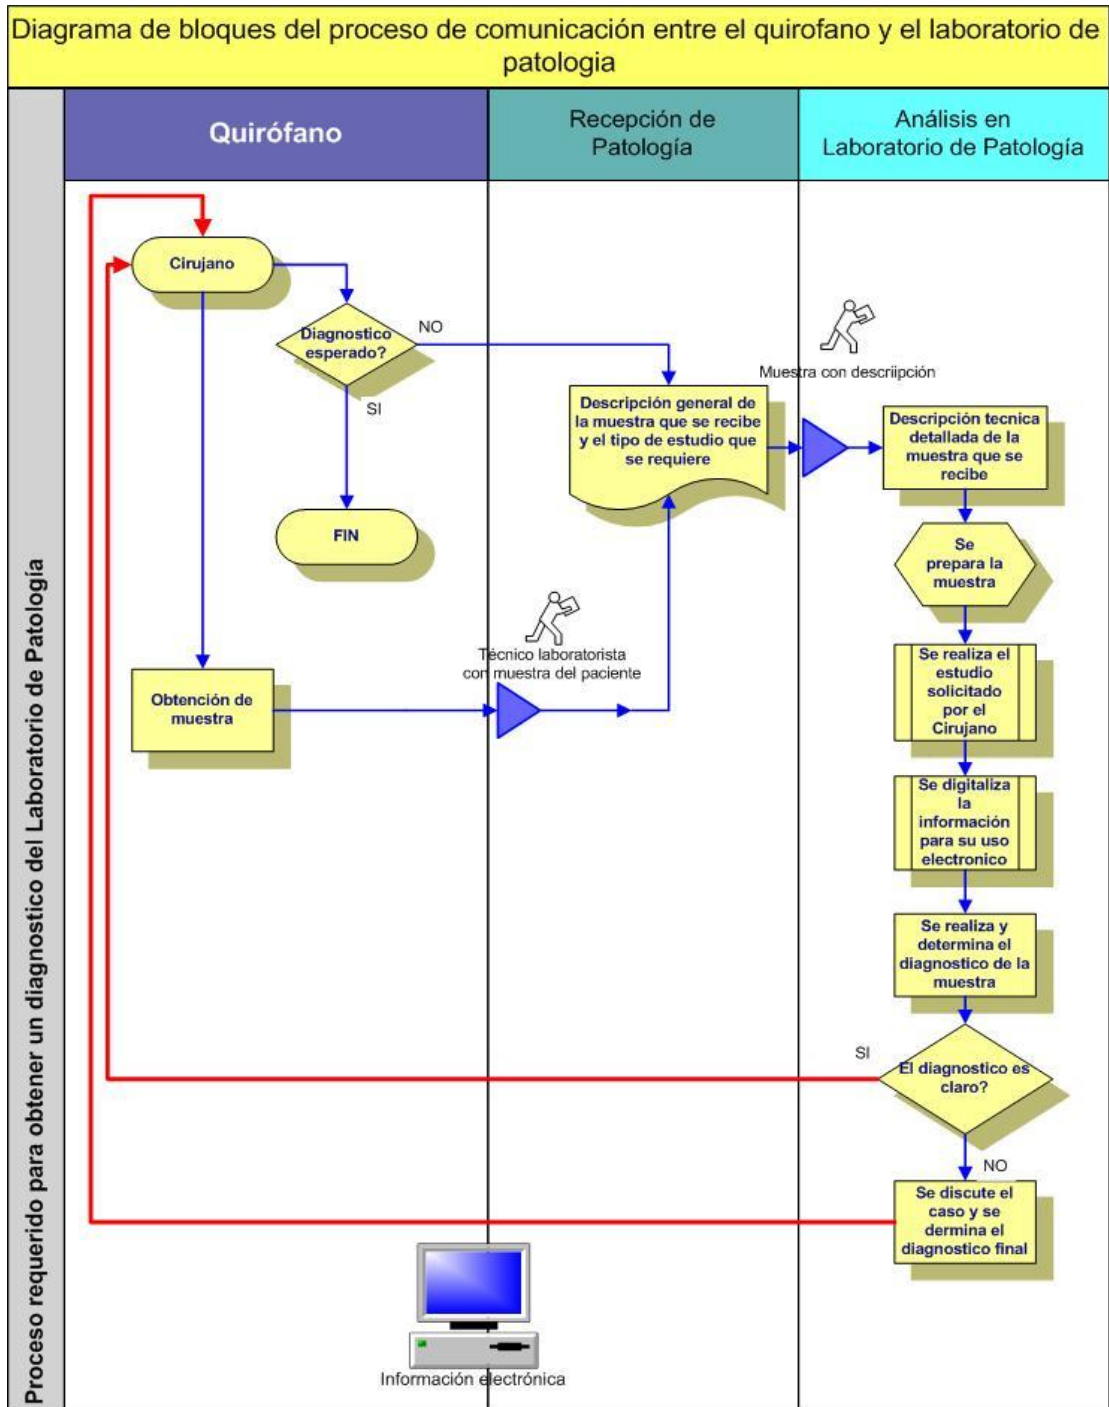 Diagrama de bloques del proceso de comunicación entre el quirofano y el laboratorio de
patologia
Proceso requerido para obtener un diagnostico del Laboratorio de Patología
Quirófano
Recepción de
Patología
Análisis en
Laboratorio de Patología
Cirujano
Diagnostico
esperado?
NO
SI
FIN
Obtención de
muestra
Técnico laboratorista
con muestra del paciente
Descripción general de
la muestra que se recibe
y el tipo de estudio que
se requiere
Muestra con descriipción
Descripción tecnica
detallada de la
muestra que se
recibe
Se
prepara la
muestra
Se realiza el
estudio
solicitado
por el
Cirujano
Se digitaliza
la
información
para su uso
electronico
Se realiza y
determina el
diagnostico de la
muestra
SI
El diagnostico es
claro?
NO
Se discute el
caso y se
dermina el
diagnostico final
Información electrónica